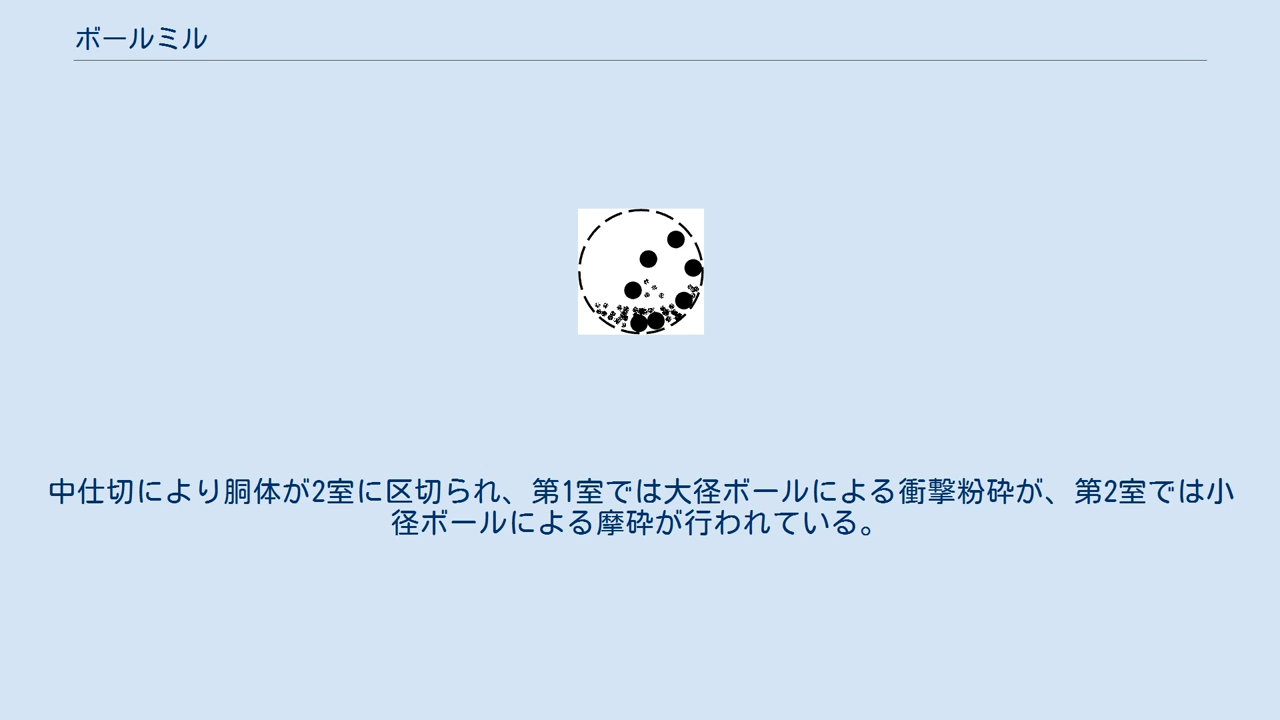 ボールミル
中仕切により胴体が2室に区切られ、第1室では大径ボールによる衝撃粉砕が、第2室では小
径ボールによる摩砕が行われている。